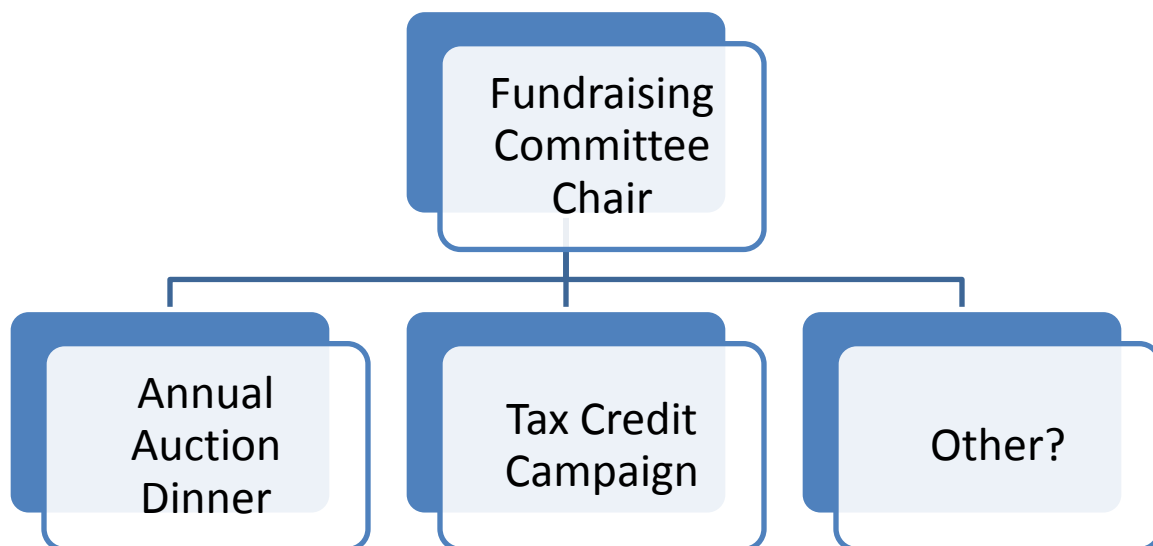 Fundraising
Committee
Chair
Annual
Auction
Dinner
Tax Credit
Campaign
Other?